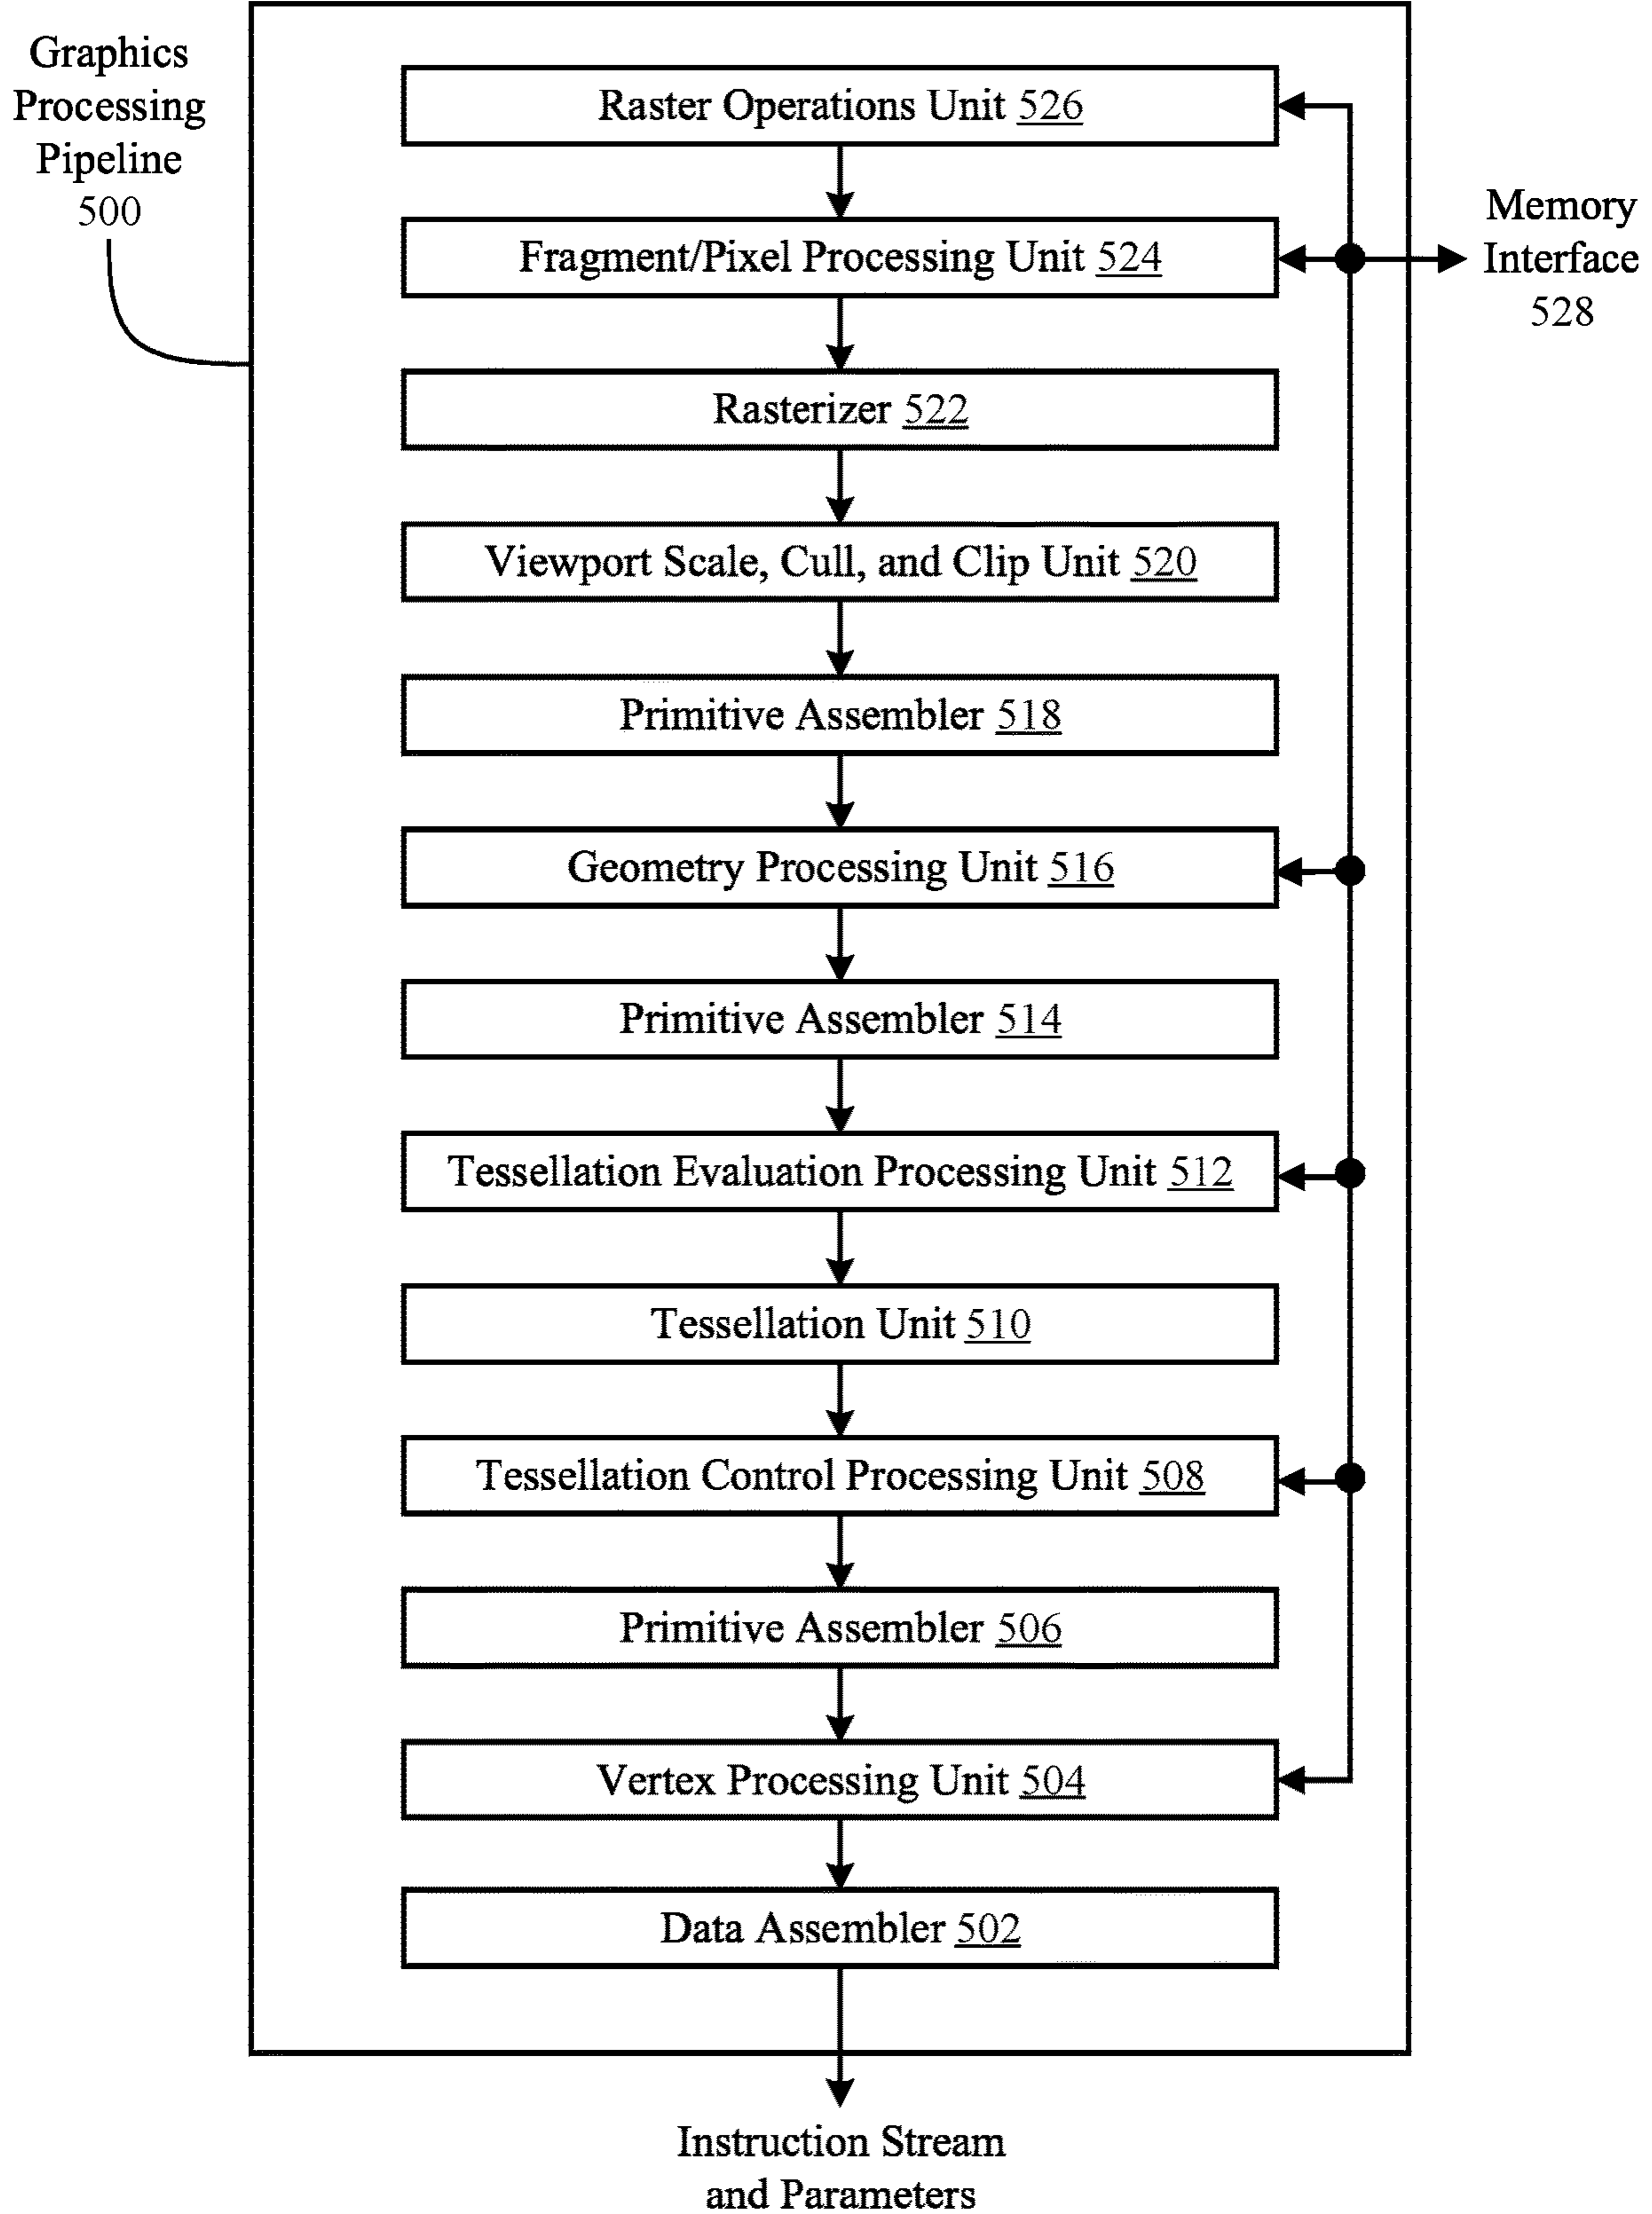 Graphics
Processing
Pipeline
500
Raster Operations Unit 526
Fragment/Pixel Processing Unit 524
Memory
Interface
528
Rasterizer 522
Viewport Scale, Cull, and Clip Unit 520
Primitive Assembler 518
Geometry Processing Unit 516
Primitive Assembler 514
Tessellation Evaluation Processing Unit 512
Tessellation Unit 510
Tessellation Control Processing Unit 508
Primitive Assembler 506
Vertex Processing Unit 504
Data Assembler 502
Instruction Stream
and Parameters